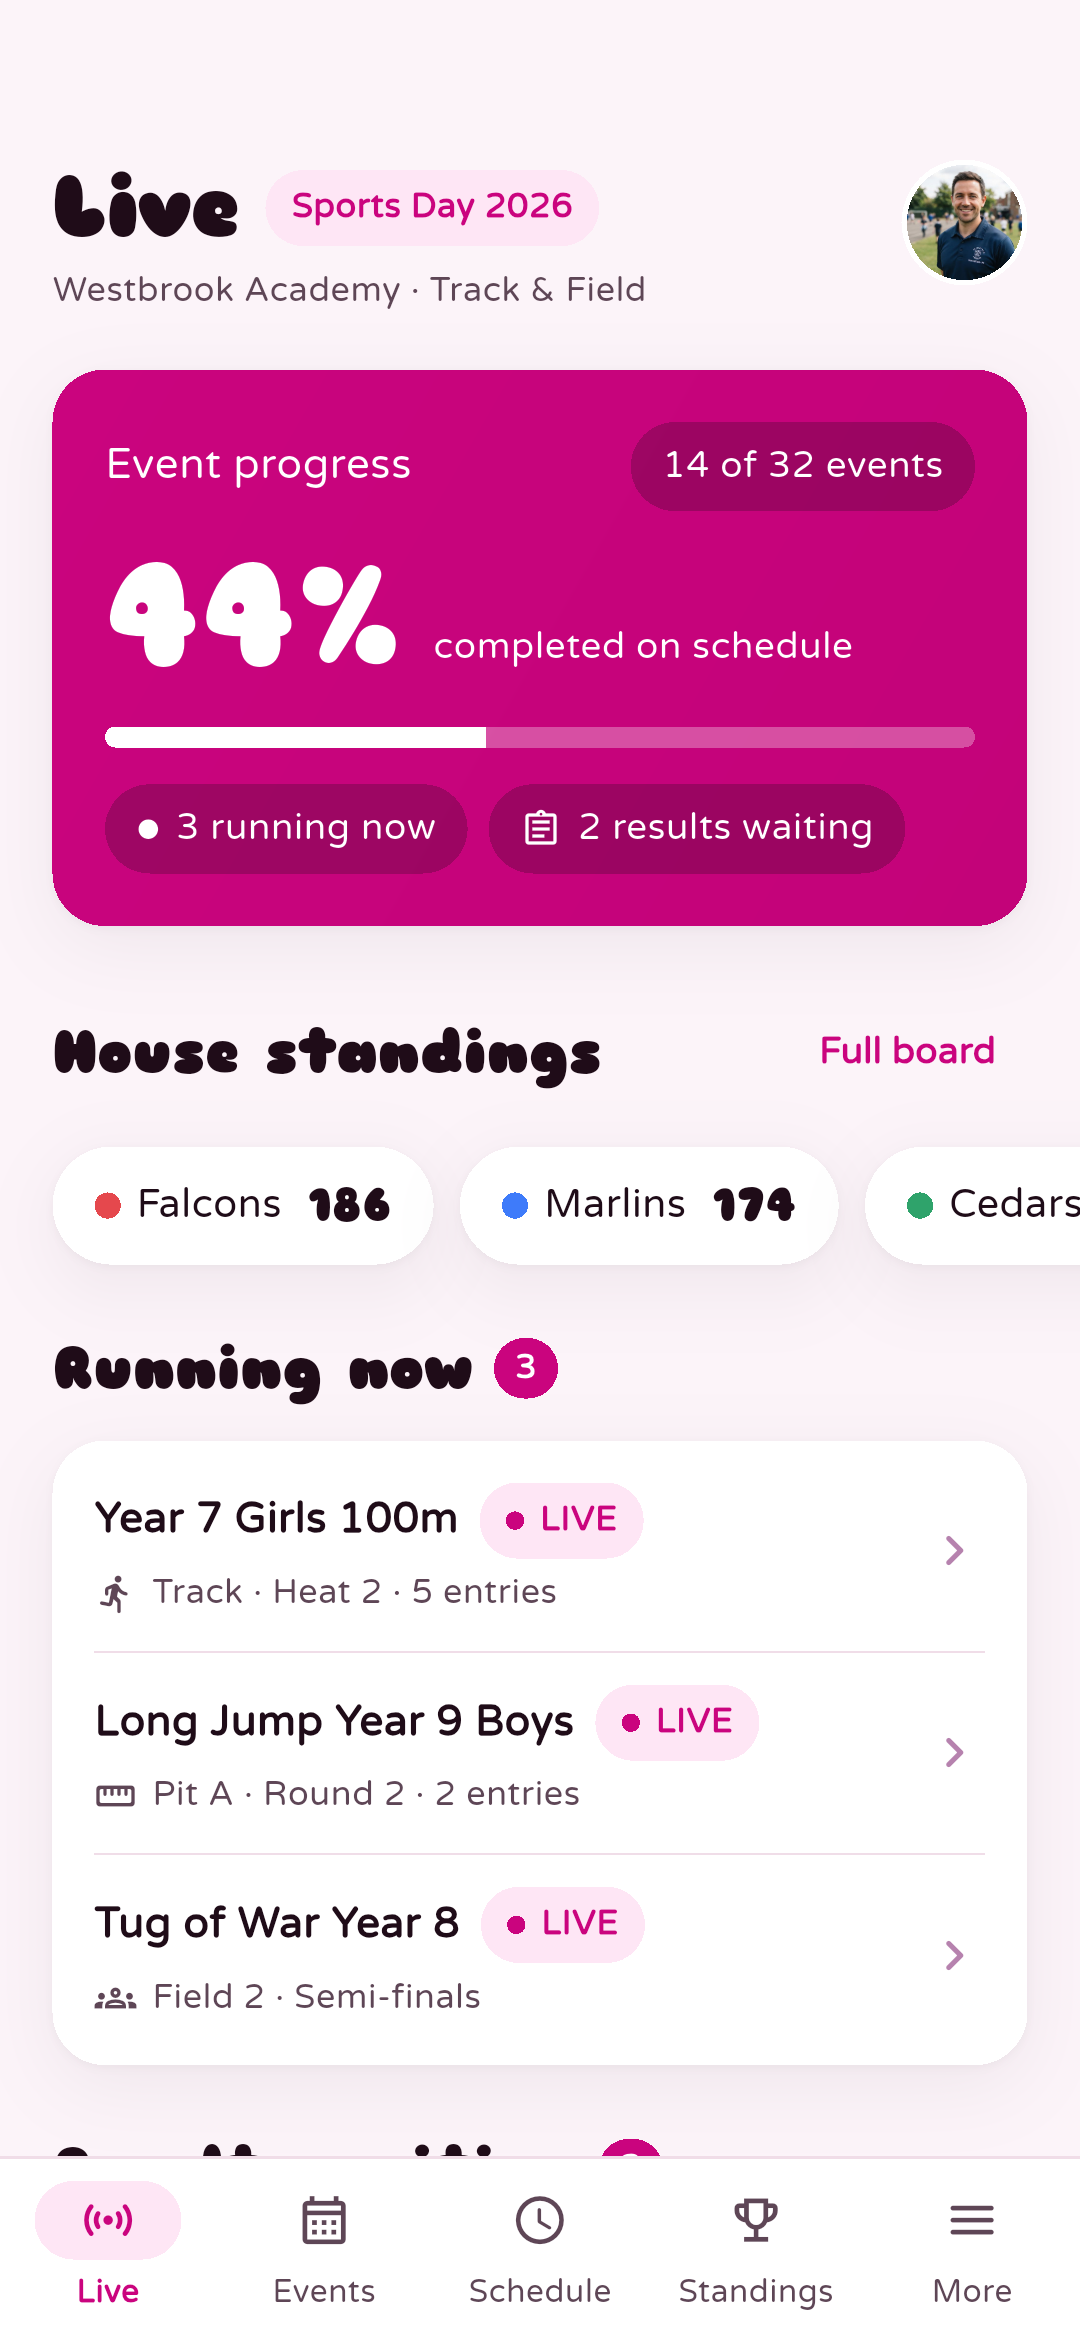 Live
Sports Day 2026
Westbrook Academy · Track & Field
Event progress
14 of 32 events
44%
completed on schedule
3 running now
2 results waiting
House standings
Full board
Falcons 186
Marlins 174
Cedars
Running now
3
Year 7 Girls 100m
LIVE
Track · Heat 2 · 5 entries
Long Jump Year 9 Boys
LIVE
Pit A · Round 2 · 2 entries
Tug of War Year 8
LIVE
Field 2 · Semi-finals
Live
Events
Schedule
Standings
More